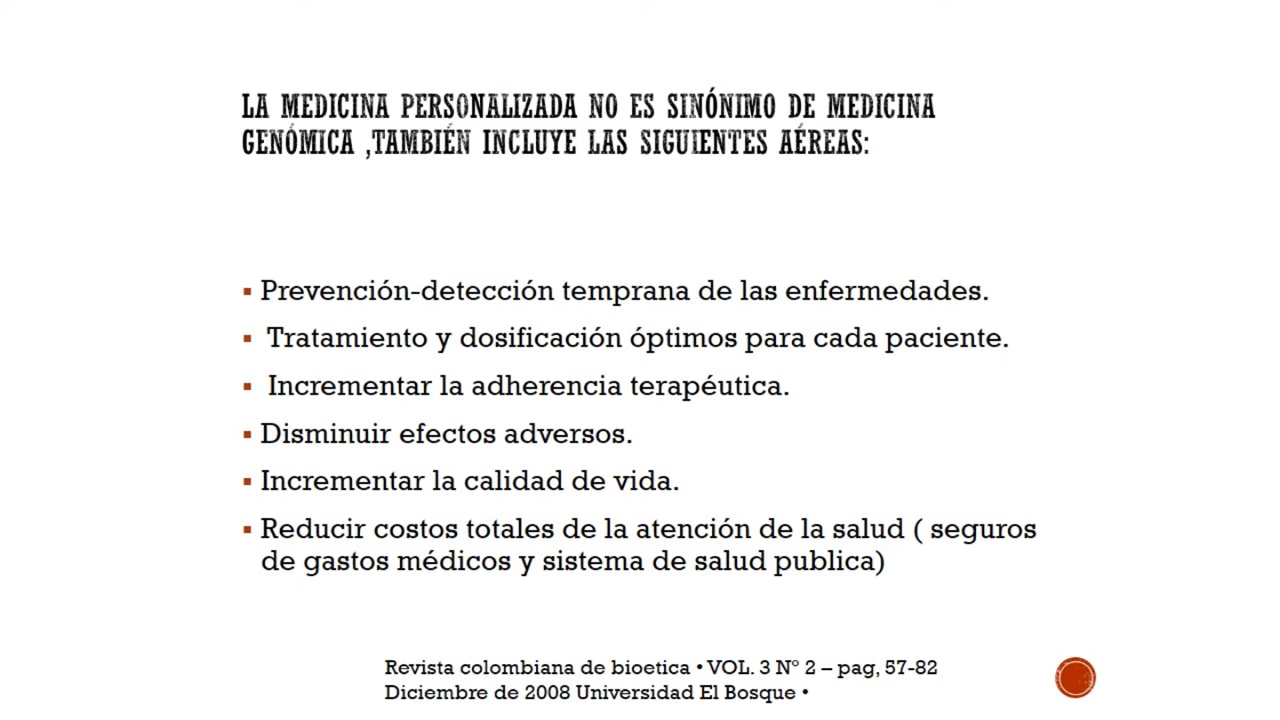 LA MEDICINA PERSONALIZADA NO ES SINÓNIMO DE MEDICINA
GENÓMICA ,TAMBIÉN INCLUYE LAS SIGUIENTES AÉREAS:
▪ Prevención-detección temprana de las enfermedades.
▪ Tratamiento y dosificación óptimos para cada paciente.
▪ Incrementar la adherencia terapéutica.
▪ Disminuir efectos adversos.
▪ Incrementar la calidad de vida.
▪ Reducir costos totales de la atención de la salud ( seguros
de gastos médicos y sistema de salud publica)
Revista colombiana de bioetica • VOL. 3 N° 2 – pag, 57-82
Diciembre de 2008 Universidad El Bosque •